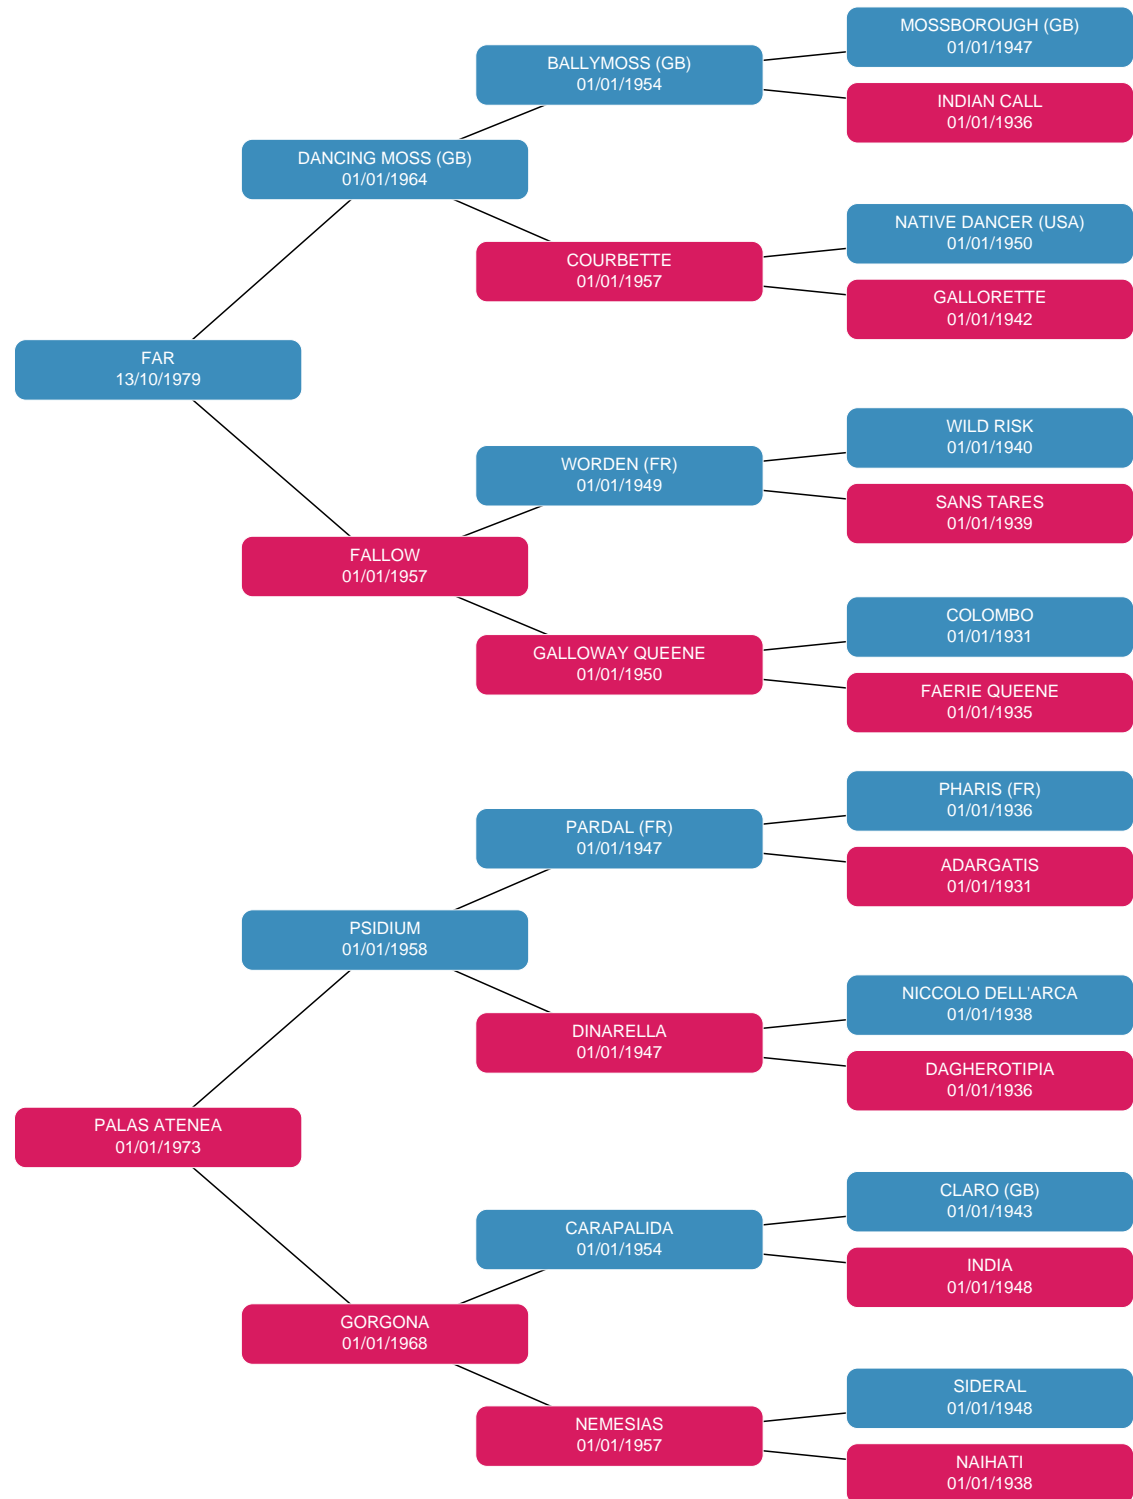 MOSSBOROUGH (GB)
01/01/1947
BALLYMOSS (GB)
01/01/1954
INDIAN CALL
01/01/1936
DANCING MOSS (GB)
01/01/1964
NATIVE DANCER (USA)
01/01/1950
COURBETTE
01/01/1957
GALLORETTE
01/01/1942
FAR
13/10/1979
WILD RISK
01/01/1940
WORDEN (FR)
01/01/1949
SANS TARES
01/01/1939
FALLOW
01/01/1957
COLOMBO
01/01/1931
GALLOWAY QUEENE
01/01/1950
FAERIE QUEENE
01/01/1935
PHARIS (FR)
01/01/1936
PARDAL (FR)
01/01/1947
ADARGATIS
01/01/1931
PSIDIUM
01/01/1958
NICCOLO DELL'ARCA
01/01/1938
DINARELLA
01/01/1947
DAGHEROTIPIA
01/01/1936
PALAS ATENEA
01/01/1973
CLARO (GB)
01/01/1943
CARAPALIDA
01/01/1954
INDIA
01/01/1948
GORGONA
01/01/1968
SIDERAL
01/01/1948
NEMESIAS
01/01/1957
NAIHATI
01/01/1938